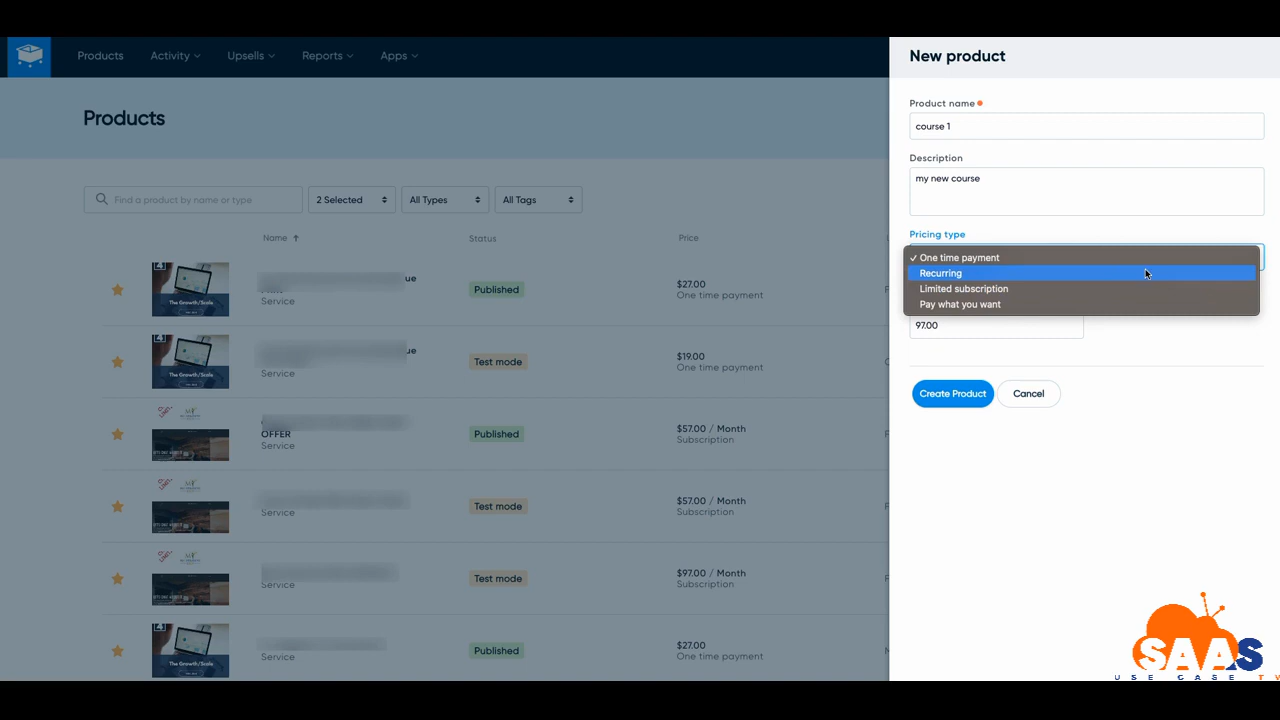 Products
Activity
Upsells
Reports
Apps
New product
Products
Product name
course 1
Description
my new course
Pricing type
One time payment
Recurring
Limited subscription
Pay what you want
97.00
Create Product
Cancel
Find a product by name or type
2 Selected
All Types
All Tags
Name
Status
Price
The Growth/Scale
ue
Service
Published
$27.00
One time payment
The Growth/Scale
ue
Service
Test mode
$19.00
One time payment
OFFER
Service
Published
$57.00 / Month
Subscription
Service
Test mode
$57.00 / Month
Subscription
Service
Test mode
$97.00 / Month
Subscription
The Growth/Scale
Service
Published
$27.00
One time payment
SAAS
USE CASE TV